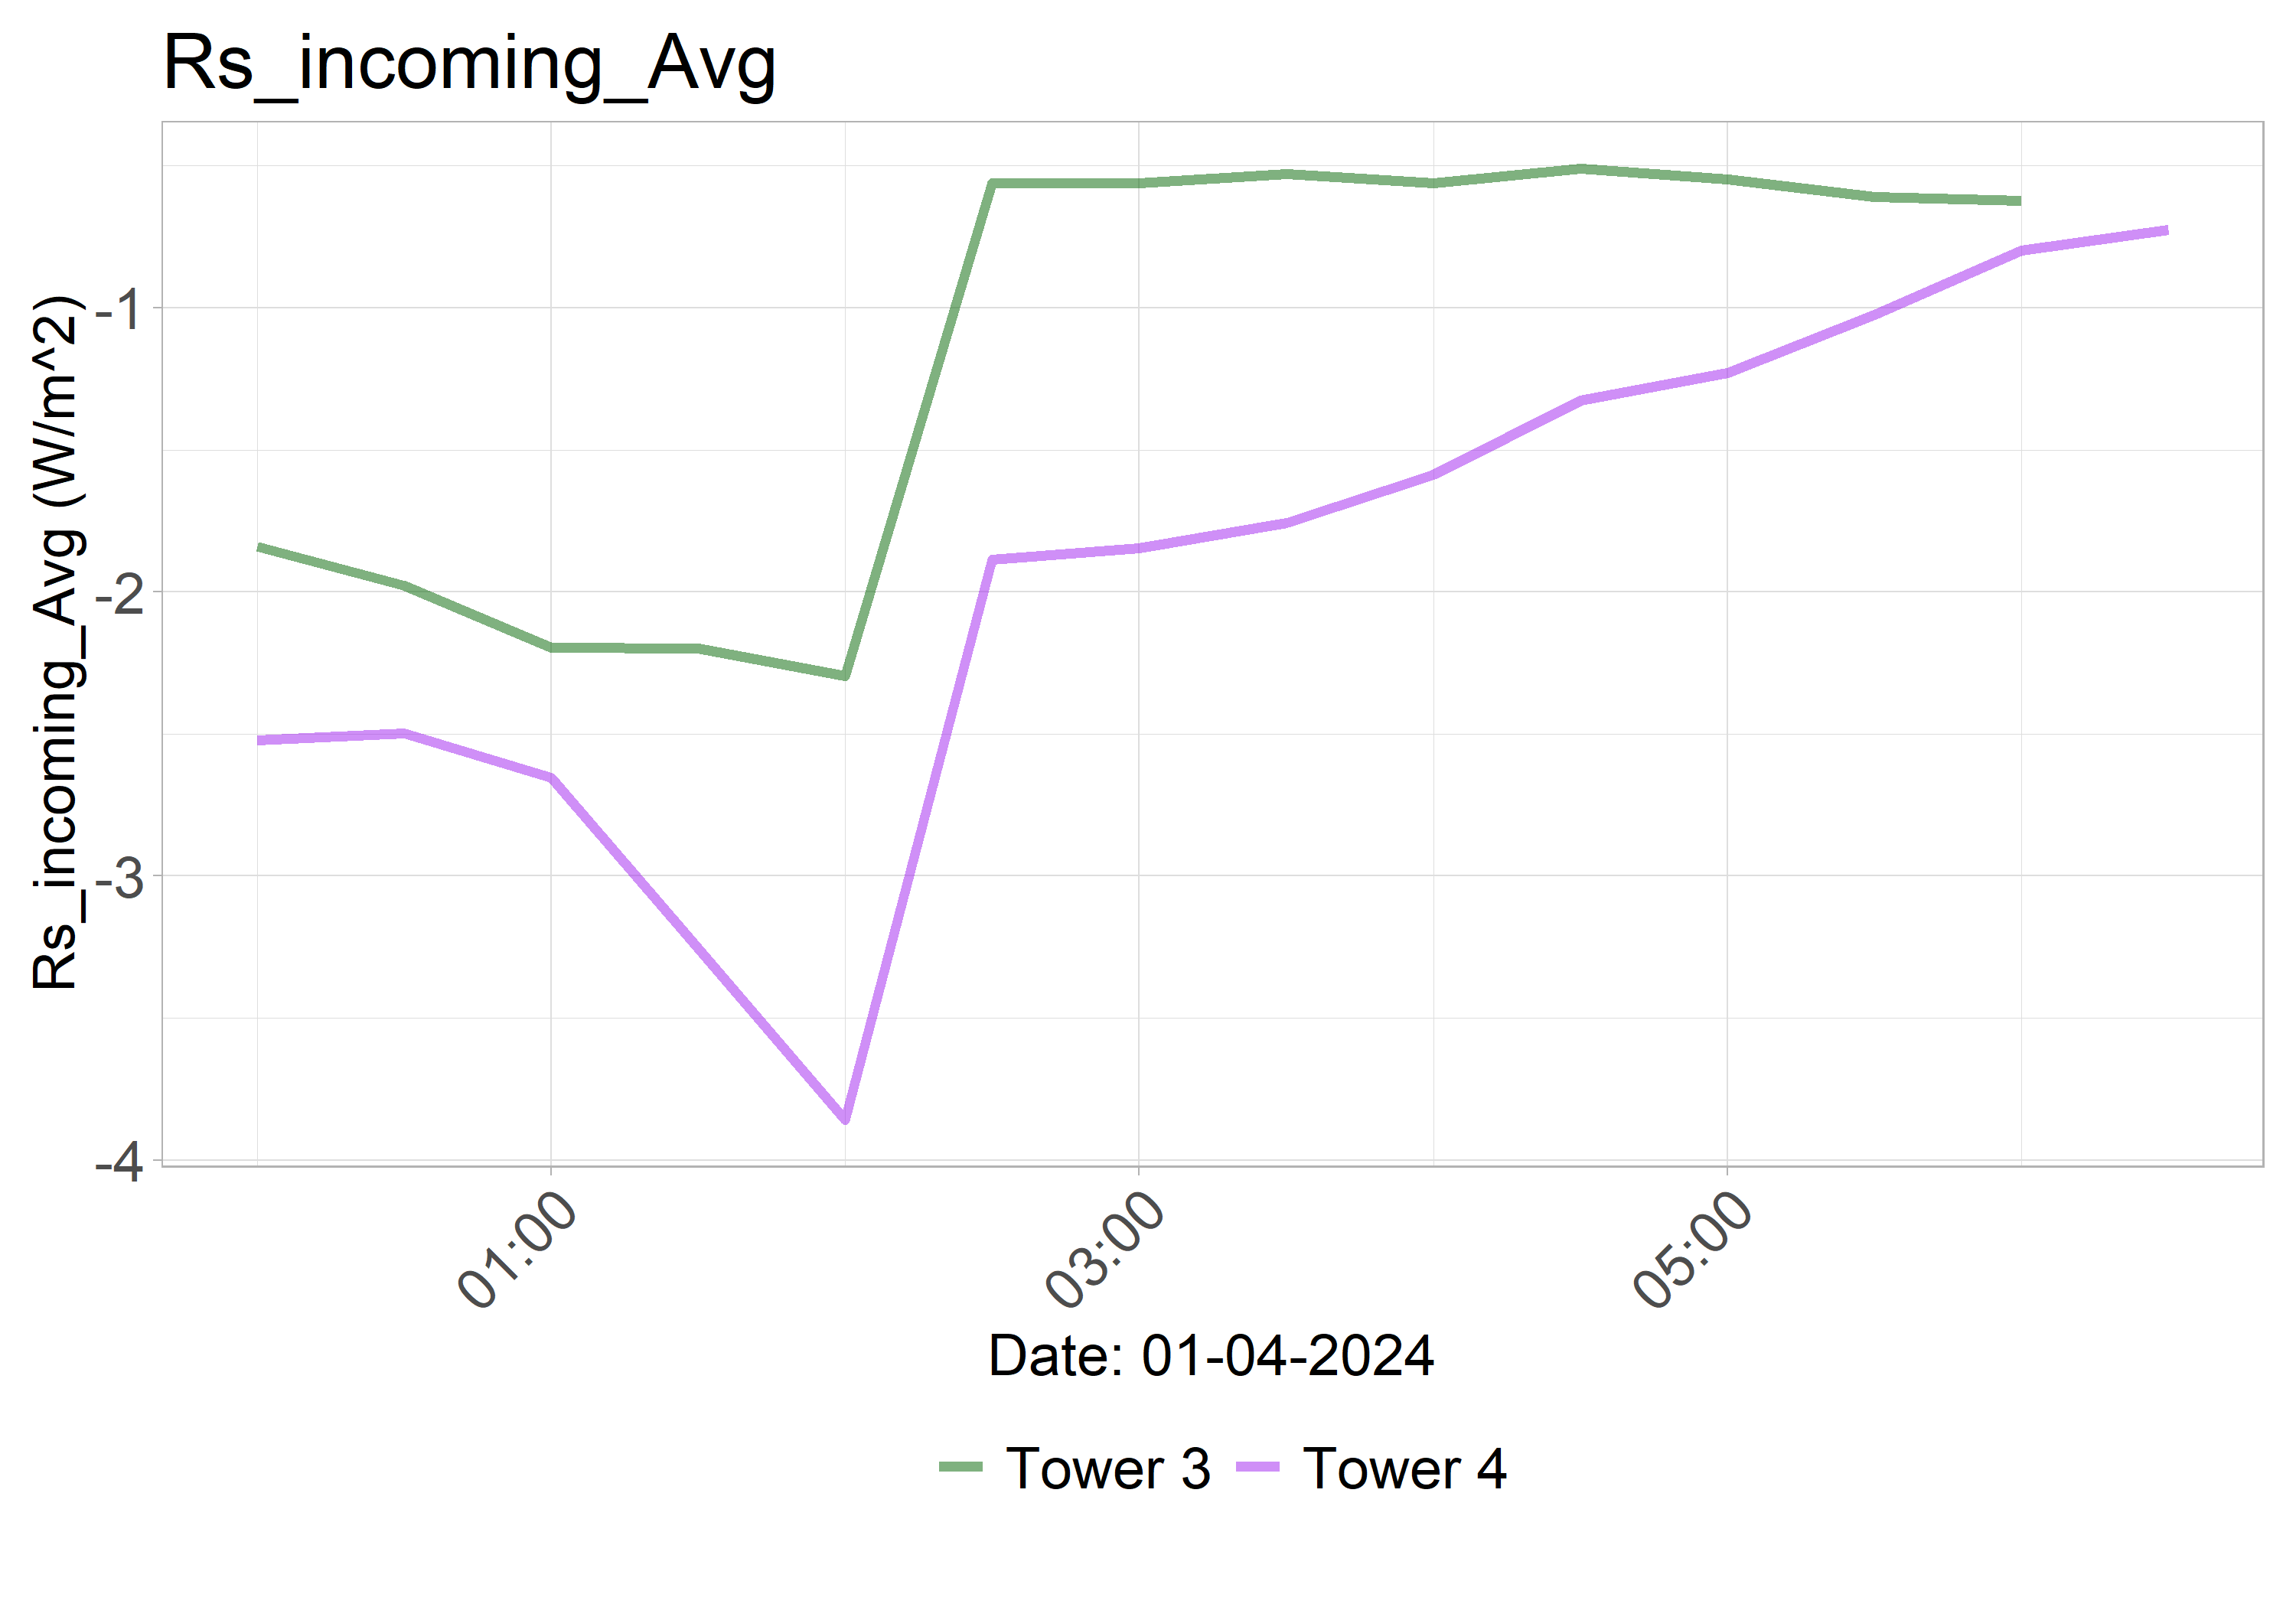 Rs_incoming_Avg
Rs_incoming_Avg (W/m^2)
-1
-2
-3
-4
01:00
03:00
05:00
Date: 01-04-2024
Tower 3
Tower 4